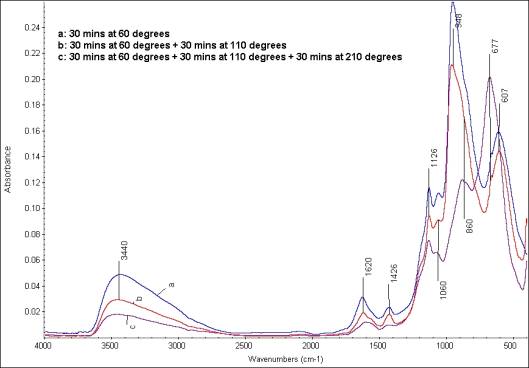 a: 30 mins at 60 degrees
b: 30 mins at 60 degrees + 30 mins at 110 degrees
c: 30 mins at 60 degrees + 30 mins at 110 degrees + 30 mins at 210 degrees
948
677
607
1126
860
1060
3440
1620
1426
a
b
c
Absorbance
0.24
0.22
0.20
0.18
0.16
0.14
0.12
0.10
0.08
0.06
0.04
0.02
4000 3500 3000 2500 2000 1500 1000 500
Wavenumbers (cm-1)